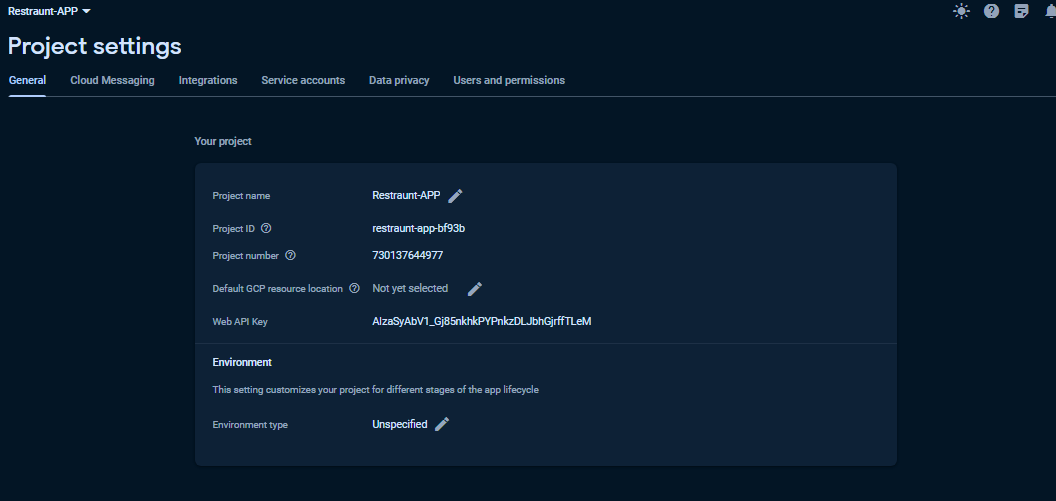 Restraunt-APP
Project settings
General Cloud Messaging Integrations Service accounts Data privacy Users and permissions
Your project
Project name Restraunt-APP
Project ID restraunt-app-bf93b
Project number 730137644977
Default GCP resource location Not yet selected
Web API Key AIzaSyAbV1_Gj85nkhkPYPnkzDLJbhGjrffTLeM
Environment
This setting customizes your project for different stages of the app lifecycle
Environment type Unspecified